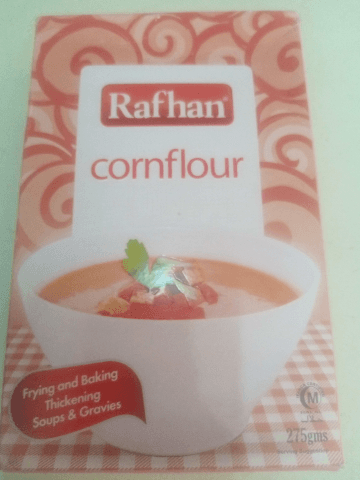 Rafhan
cornflour
Frying and Baking
Thickening
Soups & Gravies
M
275gms